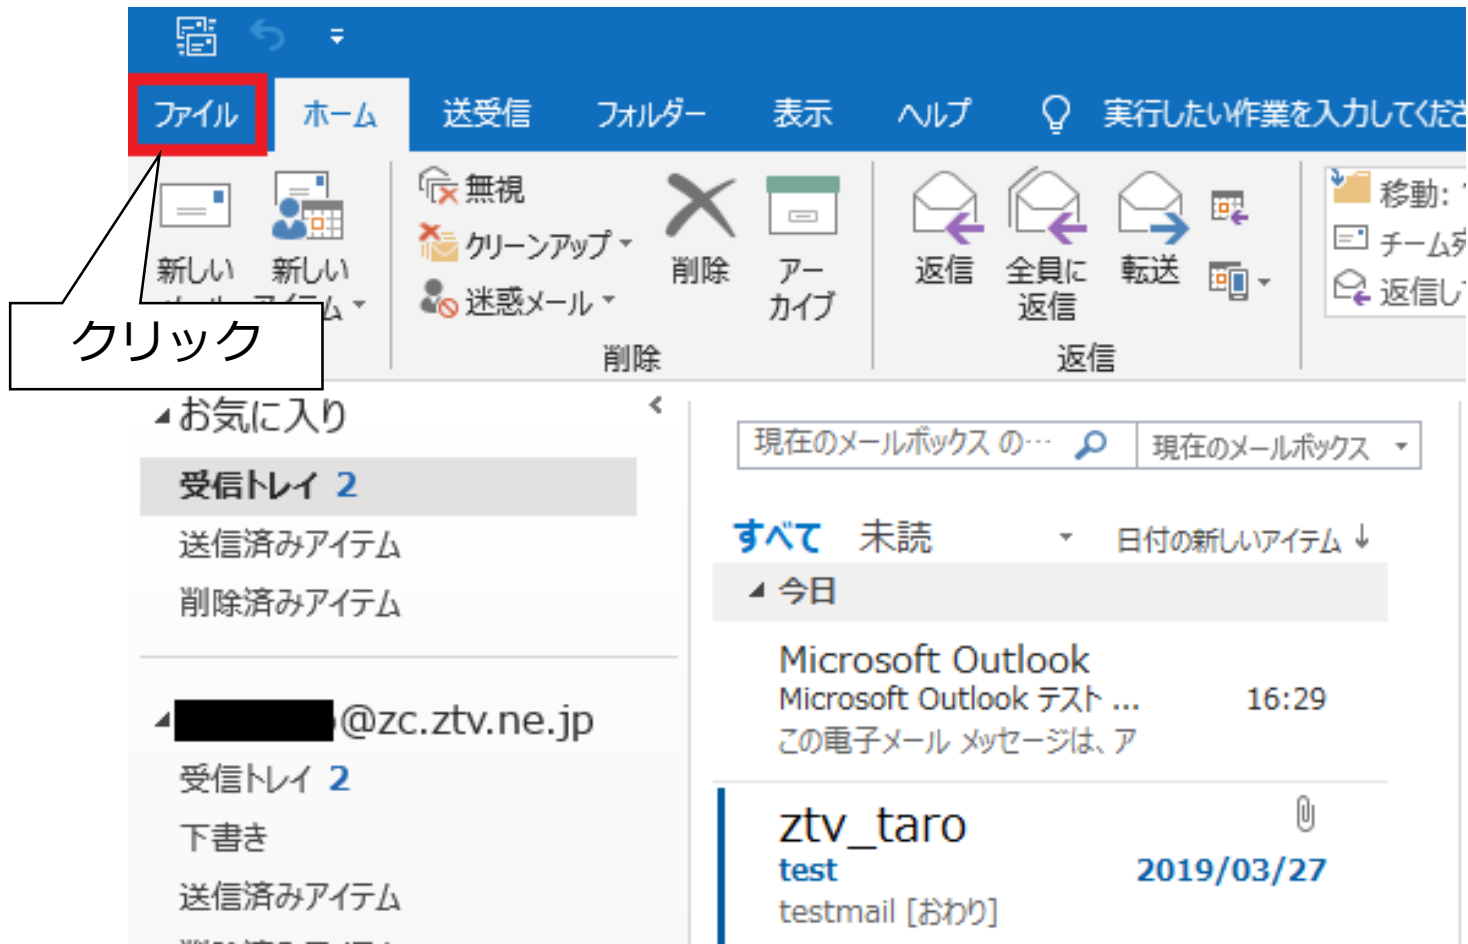 ファイル ホーム 送受信 フォルダー 表示 ヘルプ 実行したい作業を入力してくださ
新しい
新しい
アイテム
無視
クリーンアップ
迷惑メール
削除
アー
カイブ
削除
返信
全員に
返信
転送
返信
移動:
チーム宛
返信し
クリック
お気に入り
受信トレイ 2
送信済みアイテム
削除済みアイテム
@zc.ztv.ne.jp
受信トレイ 2
下書き
送信済みアイテム
現在のメールボックス の… 現在のメールボックス
すべて 未読 日付の新しいアイテム↓
今日
Microsoft Outlook
Microsoft Outlook テスト ... 16:29
この電子メール メッセージは、ア
ztv_taro
test 2019/03/27
testmail [おわり]